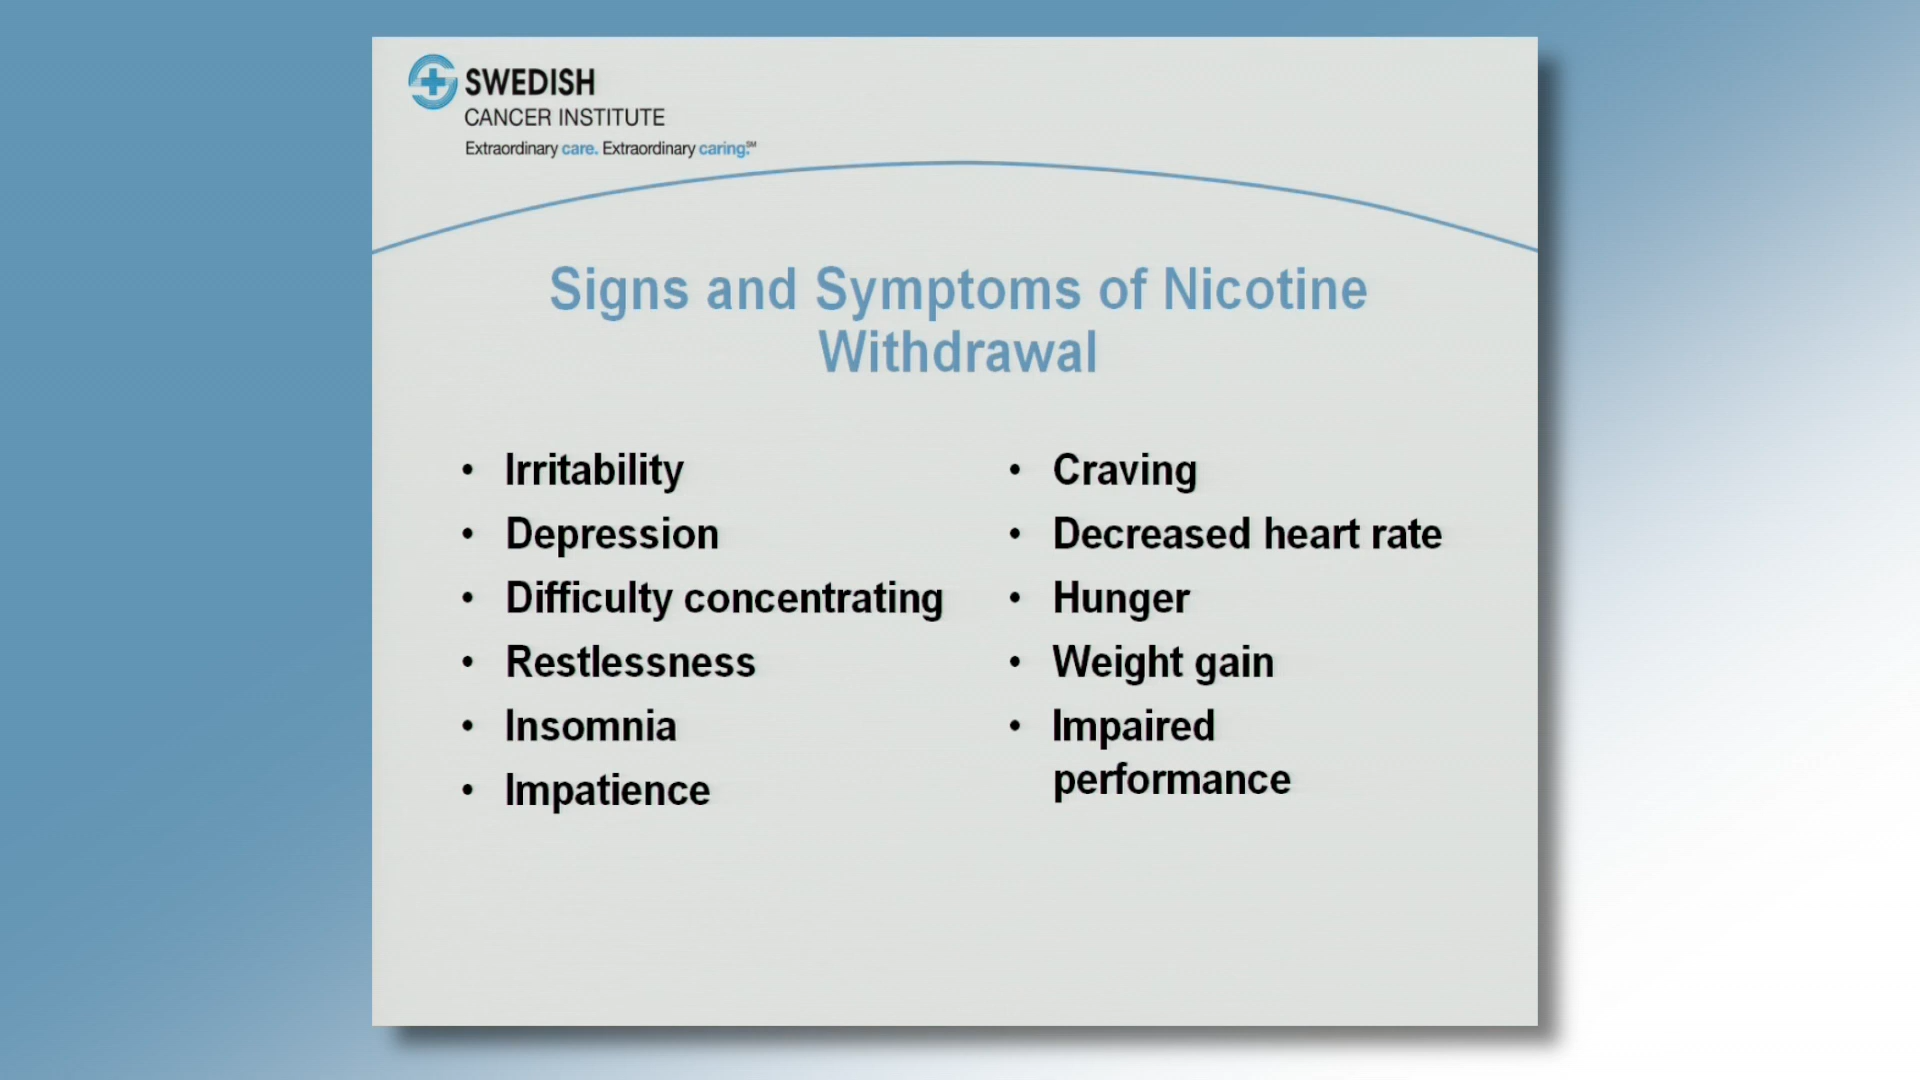 SWEDISH
CANCER INSTITUTE
Extraordinary care. Extraordinary caring.℠
Signs and Symptoms of Nicotine
Withdrawal
• Irritability
• Depression
• Difficulty concentrating
• Restlessness
• Insomnia
• Impatience
• Craving
• Decreased heart rate
• Hunger
• Weight gain
• Impaired
performance